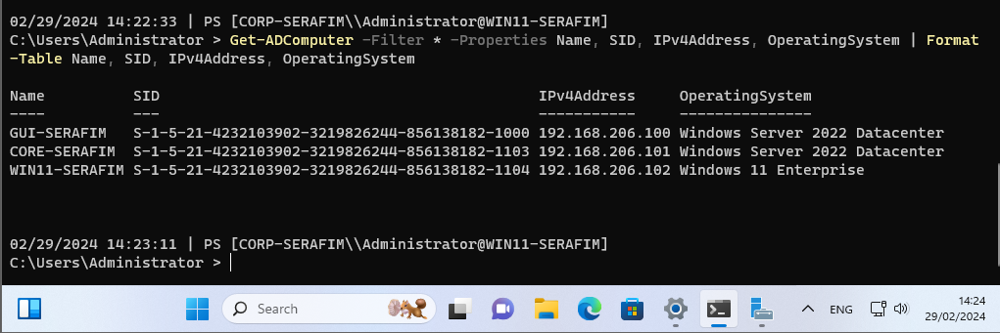 02/29/2024 14:22:33 | PS [CORP-SERAFIM\\Administrator@WIN11-SERAFIM]
C:\Users\Administrator > Get-ADComputer -Filter * -Properties Name, SID, IPv4Address, OperatingSystem | Format
-Table Name, SID, IPv4Address, OperatingSystem
Name SID IPv4Address OperatingSystem
---- --- ----------- ---------------
GUI-SERAFIM S-1-5-21-4232103902-3219826244-856138182-1000 192.168.206.100 Windows Server 2022 Datacenter
CORE-SERAFIM S-1-5-21-4232103902-3219826244-856138182-1103 192.168.206.101 Windows Server 2022 Datacenter
WIN11-SERAFIM S-1-5-21-4232103902-3219826244-856138182-1104 192.168.206.102 Windows 11 Enterprise
02/29/2024 14:23:11 | PS [CORP-SERAFIM\\Administrator@WIN11-SERAFIM]
C:\Users\Administrator >
Search
ENG
14:24
29/02/2024